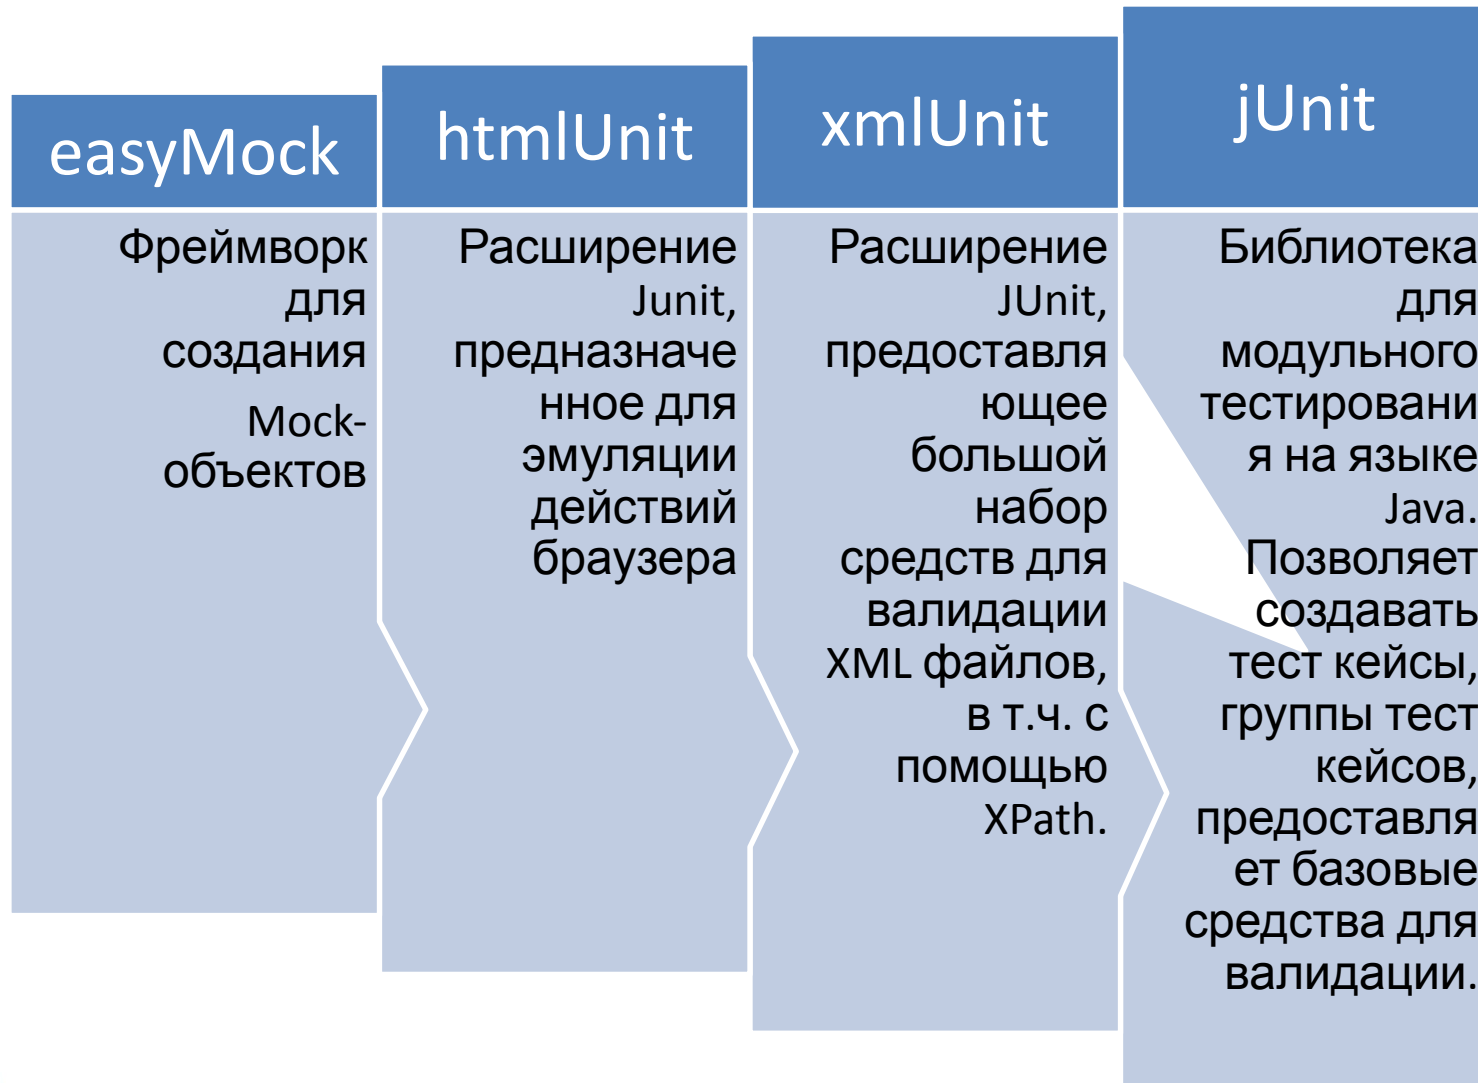 easyMock
Фреймворк
для
создания
Mock-
объектов
htmlUnit
Расширение
Junit,
предназначе
нное для
эмуляции
действий
браузера
xmlUnit
Расширение
JUnit,
предоставля
ющее
большой
набор
средств для
валидации
XML файлов,
в т.ч. с
помощью
XPath.
jUnit
Библиотека
для
модульного
тестировани
я на языке
Java.
Позволяет
создавать
тест кейсы,
группы тест
кейсов,
предоставля
ет базовые
средства для
валидации.